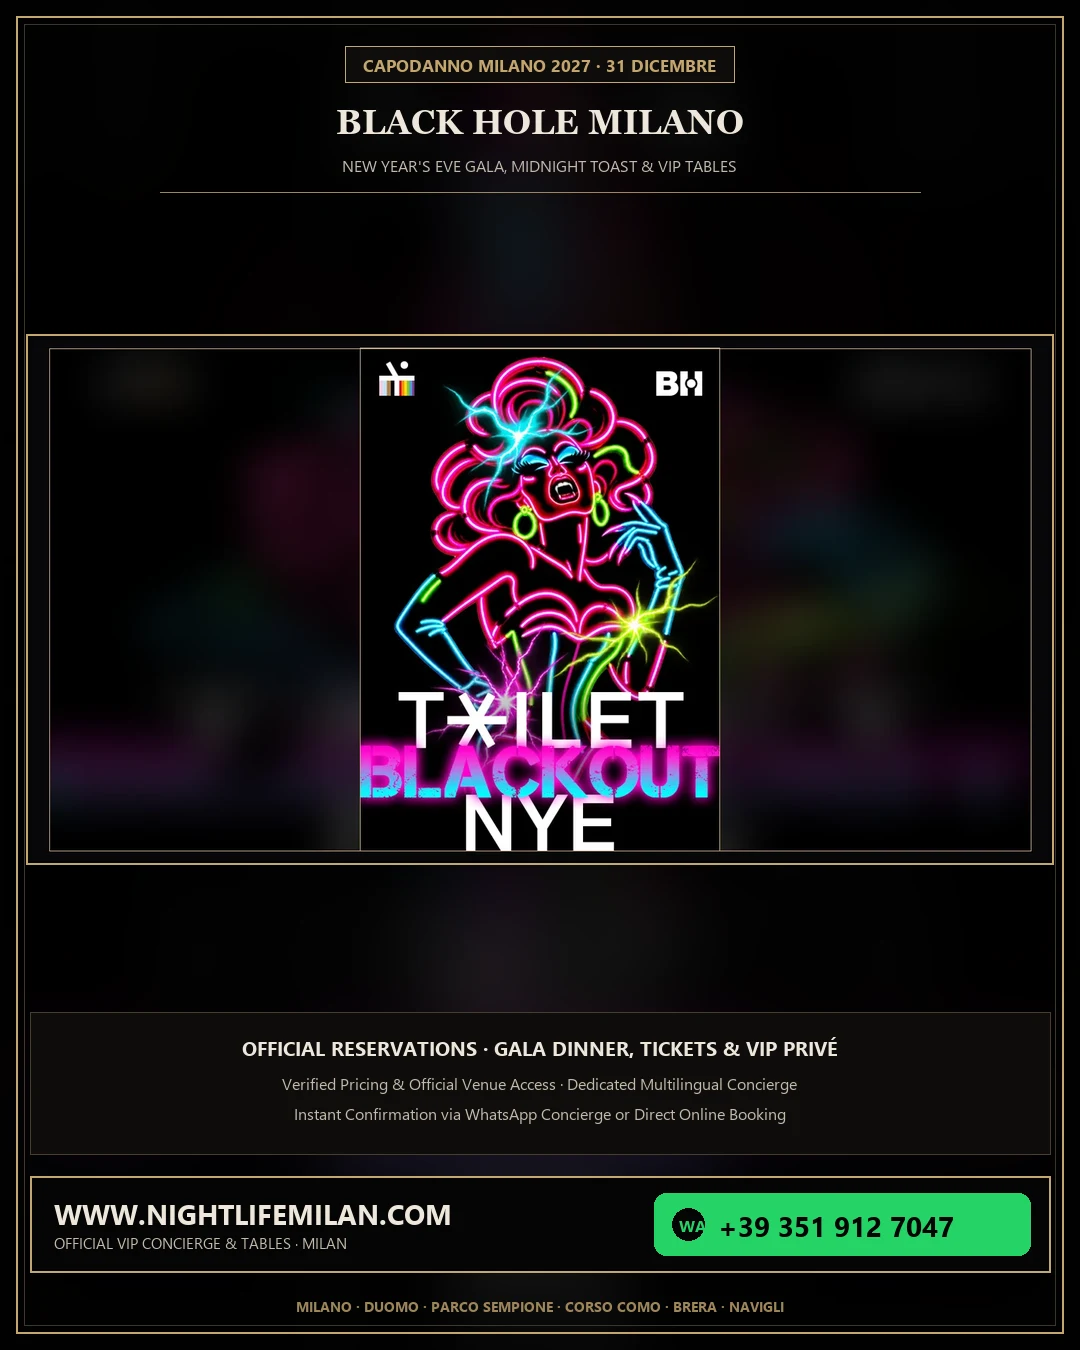 CAPODANNO MILANO 2027 · 31 DICEMBRE
BLACK HOLE MILANO
NEW YEAR'S EVE GALA, MIDNIGHT TOAST & VIP TABLES
BH
T*ILET
BLACKOUT
NYE
OFFICIAL RESERVATIONS · GALA DINNER, TICKETS & VIP PRIVÉ
Verified Pricing & Official Venue Access · Dedicated Multilingual Concierge
Instant Confirmation via WhatsApp Concierge or Direct Online Booking
WWW.NIGHTLIFEMILAN.COM
OFFICIAL VIP CONCIERGE & TABLES · MILAN
WA +39 351 912 7047
MILANO · DUOMO · PARCO SEMPIONE · CORSO COMO · BRERA · NAVIGLI